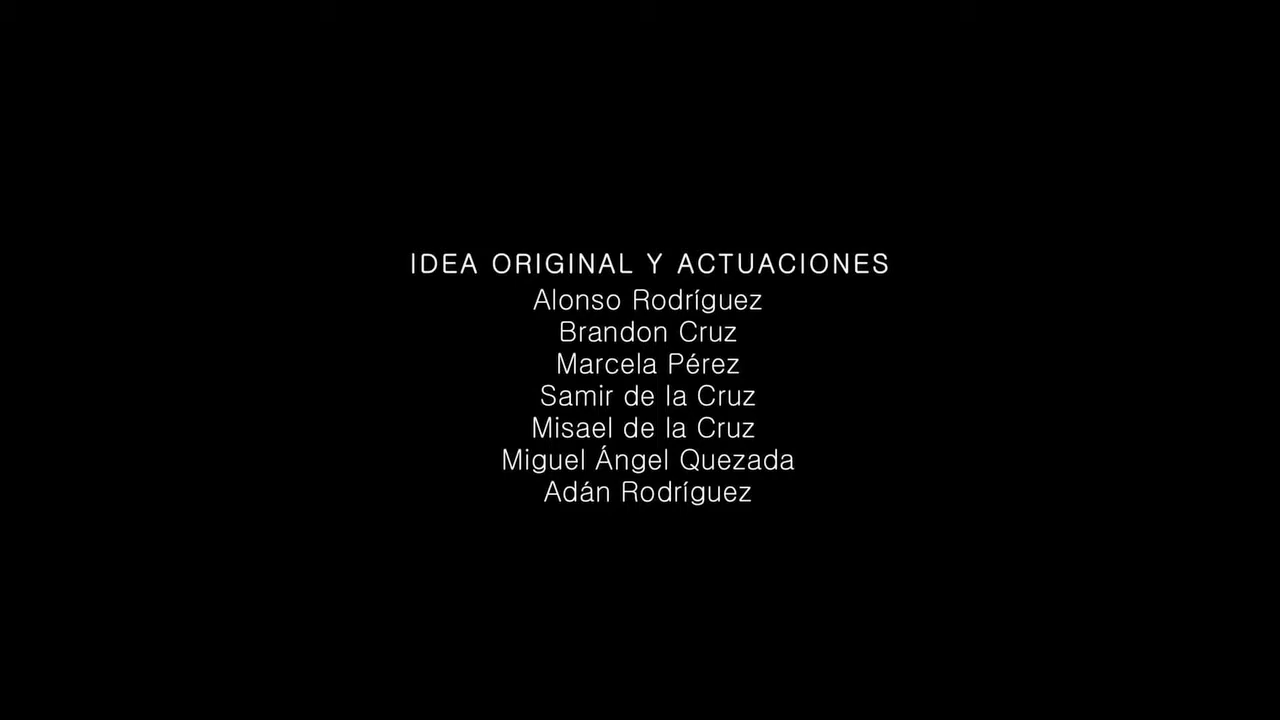 IDEA ORIGINAL Y ACTUACIONES
Alonso Rodríguez
Brandon Cruz
Marcela Pérez
Samir de la Cruz
Misael de la Cruz
Miguel Ángel Quezada
Adán Rodríguez